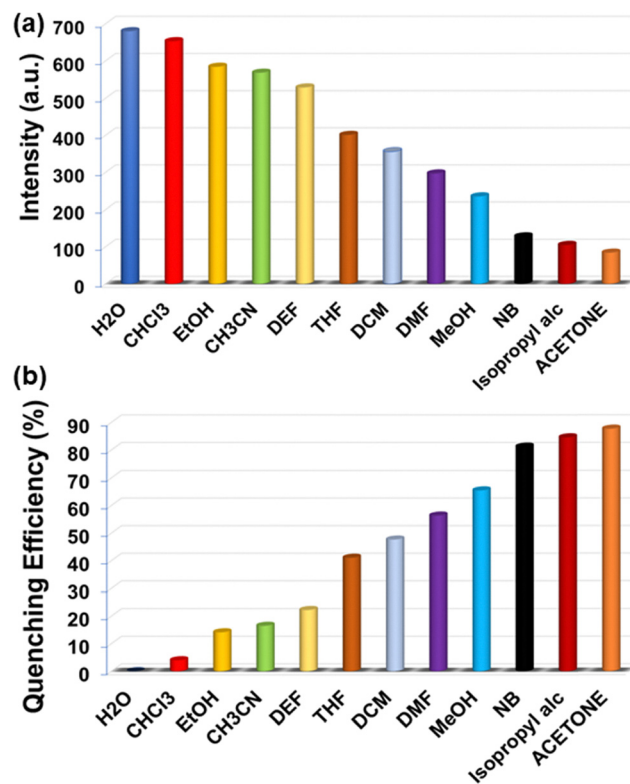 (a)
Intensity (a.u.)
700
600
500
400
300
200
100
0
H2O
CHCl3
EtOH
CH3CN
DEF
THF
DCM
DMF
MeOH
NB
Isopropyl alc
ACETONE
(b)
Quenching Efficiency (%)
90
80
70
60
50
40
30
20
10
0
H2O
CHCl3
EtOH
CH3CN
DEF
THF
DCM
DMF
MeOH
NB
Isopropyl alc
ACETONE